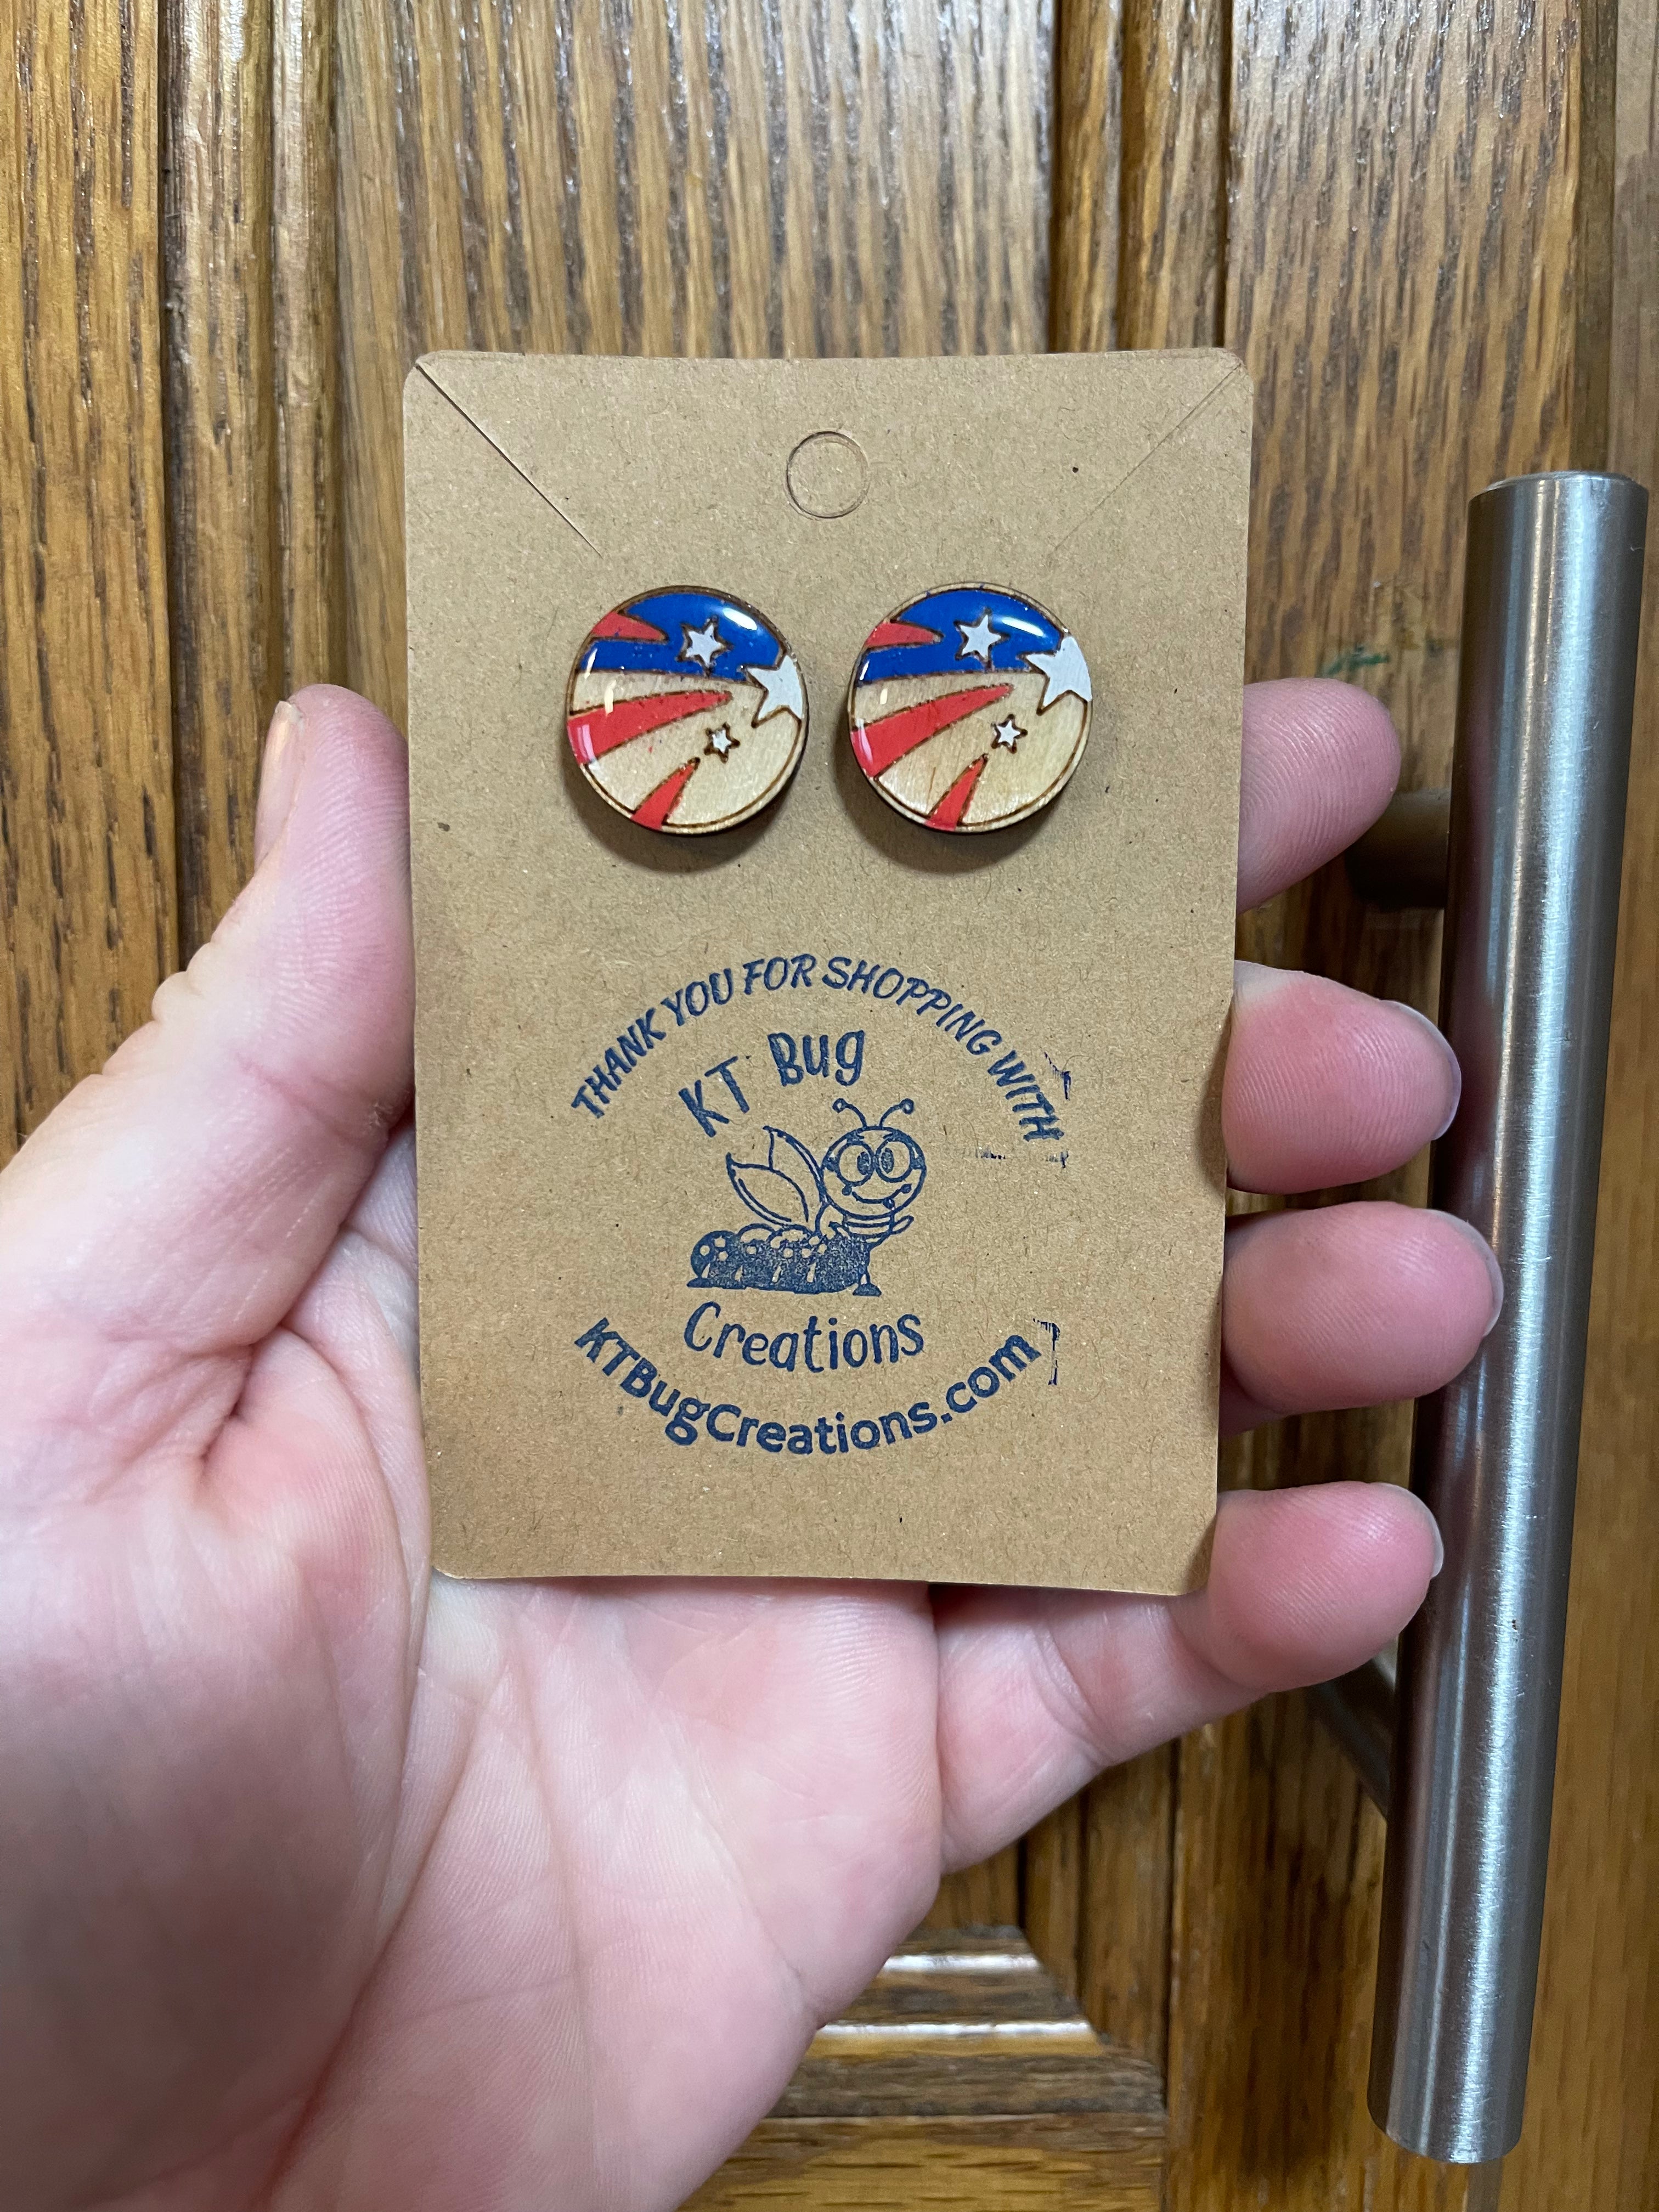 THANK YOU FOR SHOPPING WITH
KT Bug
Creations
KTBugCreations.com